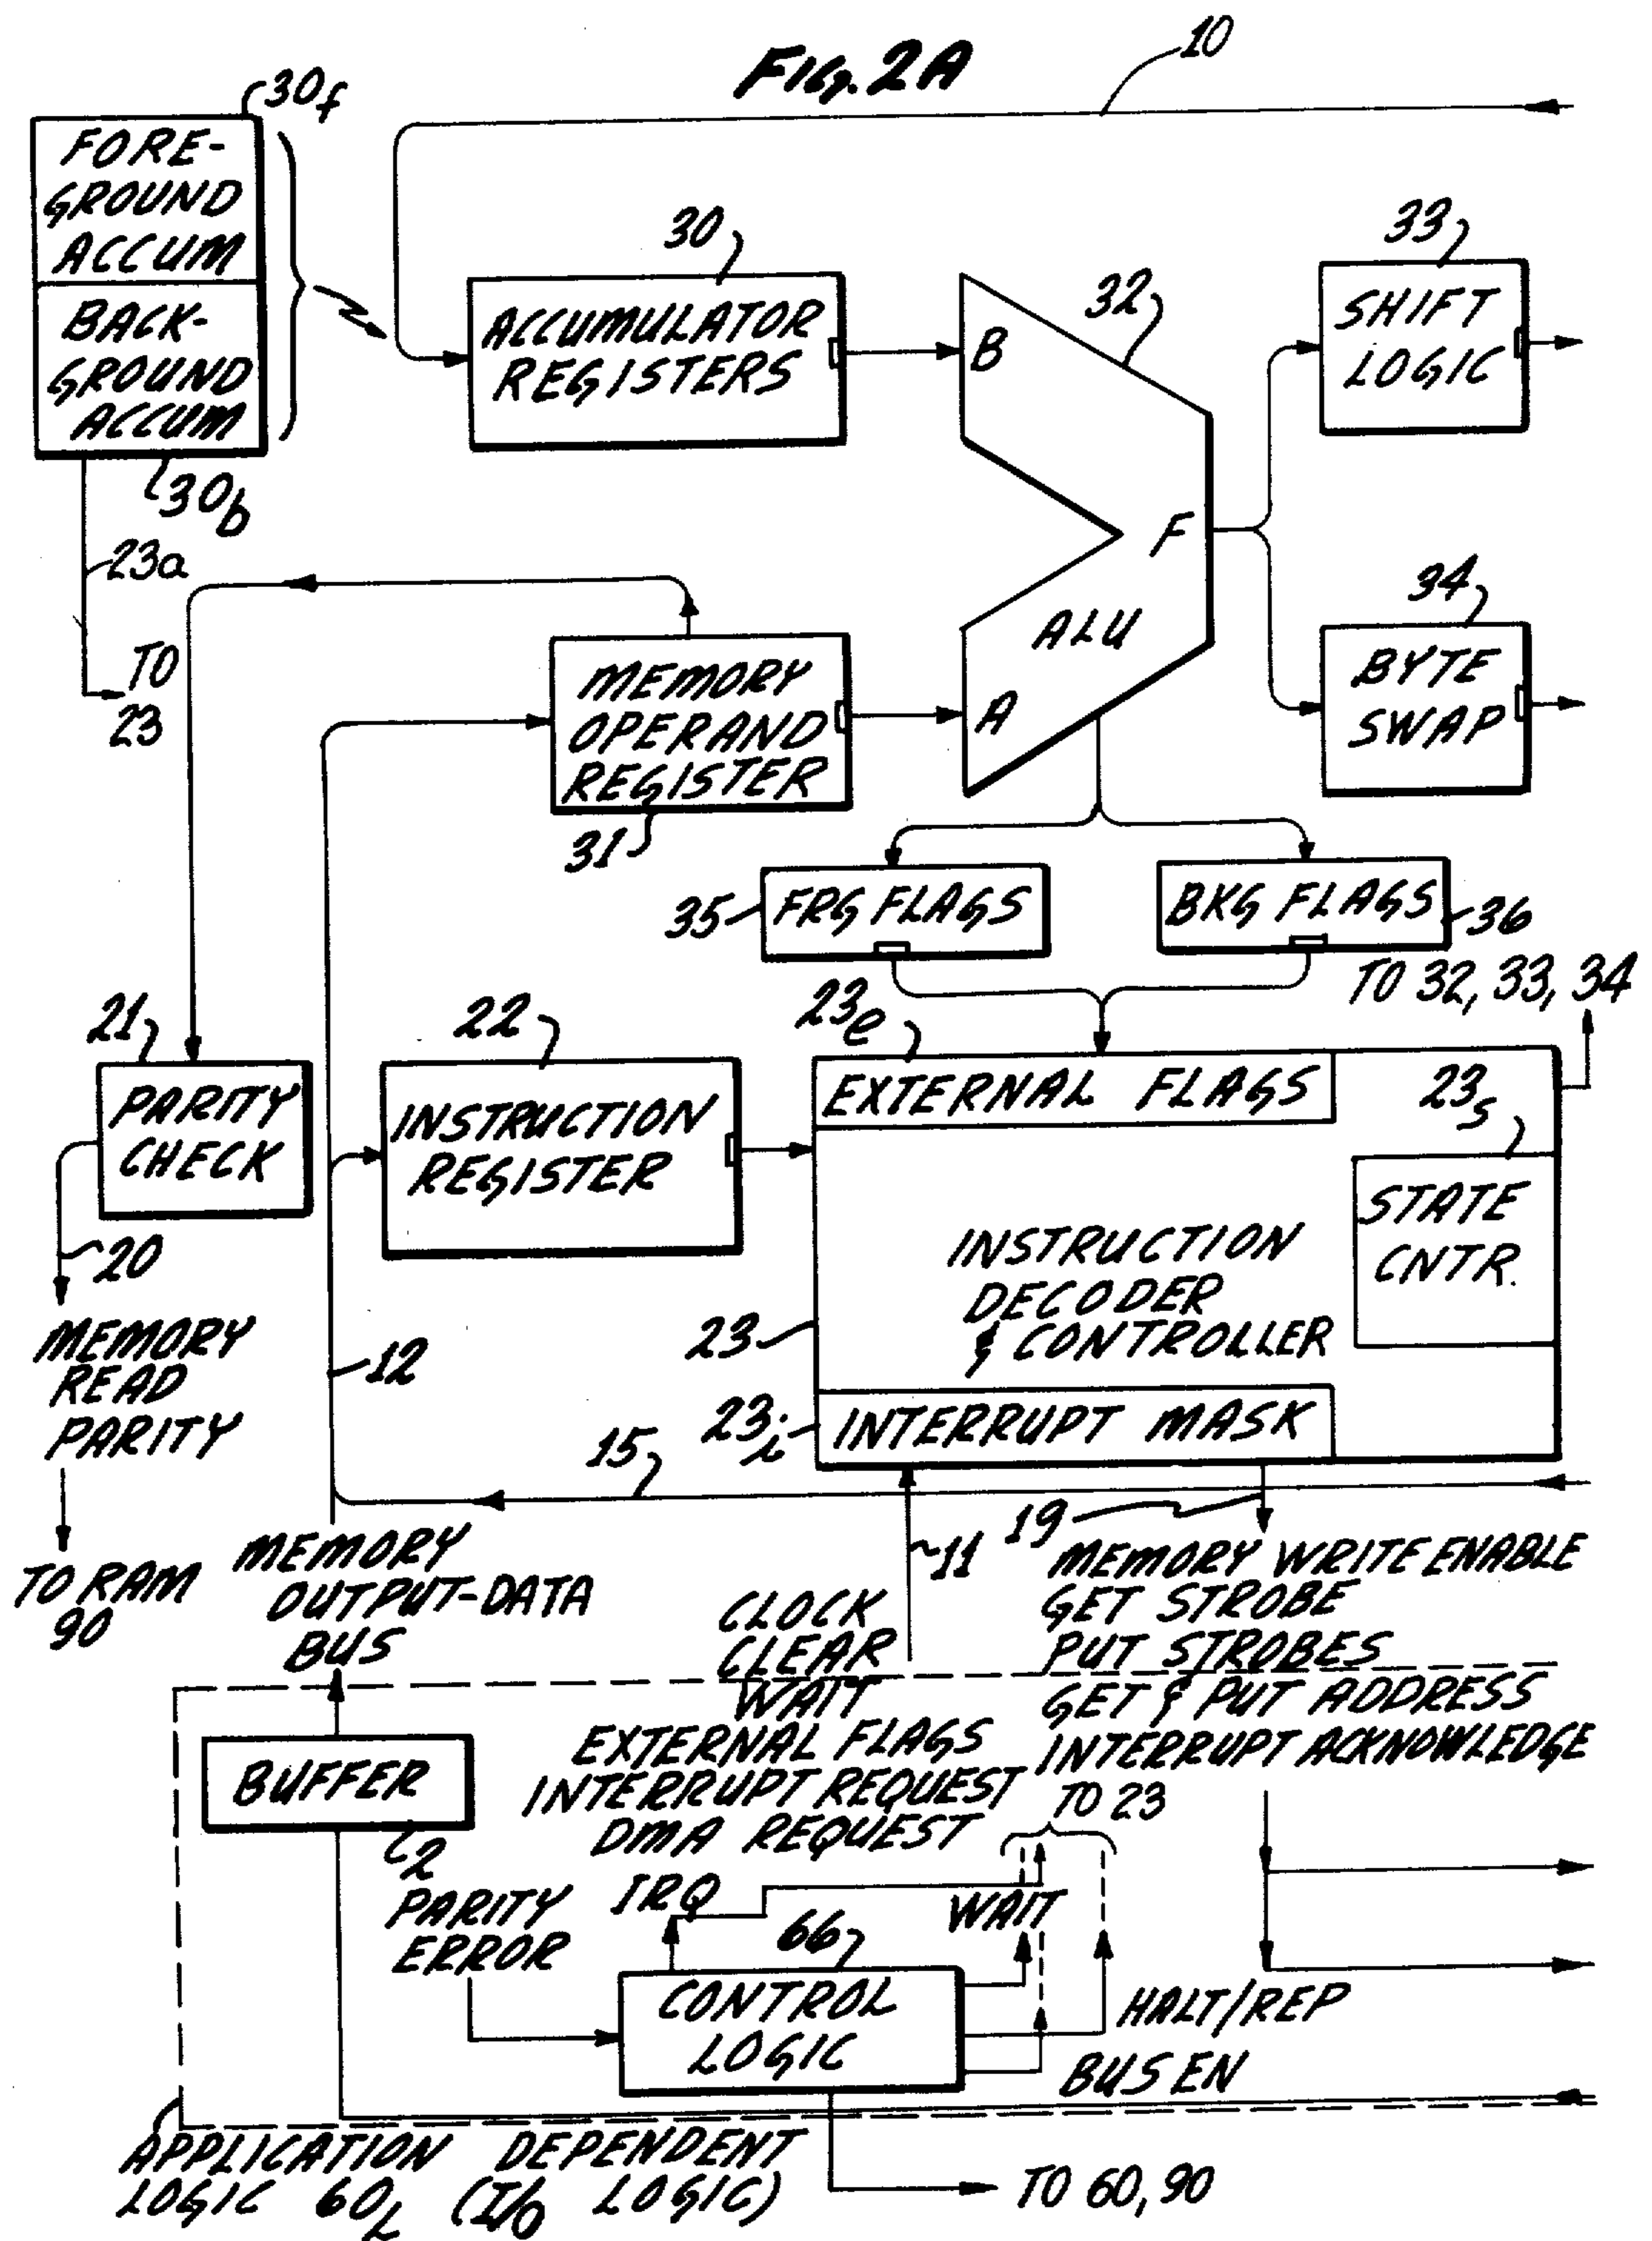 FIG. 2A
10
30f
FORE-
GROUND
ACCUM
BACK-
GROUND
ACCUM
30b
23a
TO
23
30
ACCUMULATOR
REGISTERS
B
32
F
ALU
A
33
SHIFT
LOGIC
34
BYTE
SWAP
MEMORY
OPERAND
REGISTER
31
35
FRG FLAGS
BKG FLAGS
36
TO 32, 33, 34
21
PARITY
CHECK
20
MEMORY
READ
PARITY
TO RAM
90
22
INSTRUCTION
REGISTER
23e
EXTERNAL FLAGS
23s
STATE
CNTR.
INSTRUCTION
DECODER
& CONTROLLER
23
23i
INTERRUPT MASK
12
15
MEMORY
OUTPUT-DATA
BUS
11
CLOCK
CLEAR
WAIT
EXTERNAL FLAGS
INTERRUPT REQUEST
DMA REQUEST
19
MEMORY WRITE ENABLE
GET STROBE
PUT STROBES
GET & PUT ADDRESS
INTERRUPT ACKNOWLEDGE
TO 23
BUFFER
2
PARITY
ERROR
IRQ
WAIT
66
CONTROL
LOGIC
HALT/REP
BUS EN
TO 60, 90
APPLICATION DEPENDENT
LOGIC 60L (I/O LOGIC)